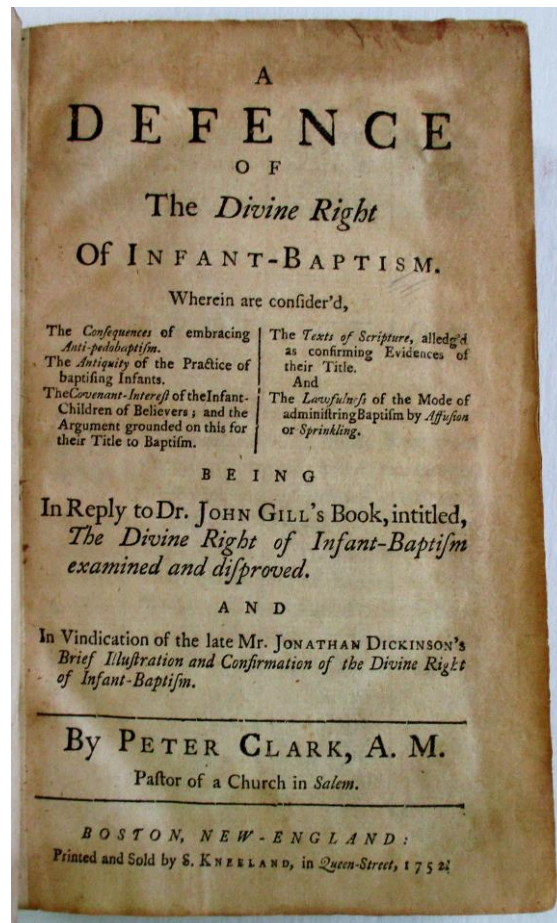 A
DEFENCE
OF
The Divine Right
Of INFANT-BAPTISM.
Wherein are conſider'd,
The Conſequences of embracing
Anti-pedobaptiſm.
The Antiquity of the Practice of
baptiſing Infants.
The Covenant-Intereſt of the Infant-
Children of Believers; and the
Argument grounded on this for
their Title to Baptiſm.
The Texts of Scripture, alledg'd
as confirming Evidences of
their Title.
And
The Lawfulneſs of the Mode of
adminiſtring Baptiſm by Affuſion
or Sprinkling.
BEING
In Reply to Dr. JOHN GILL's Book, intitled,
The Divine Right of Infant-Baptiſm
examined and diſproved.
AND
In Vindication of the late Mr. JONATHAN DICKINSON's
Brief Illuſtration and Confirmation of the Divine Right
of Infant-Baptiſm.
By PETER CLARK, A. M.
Paſtor of a Church in Salem.
BOSTON, NEW-ENGLAND:
Printed and Sold by S. KNEELAND, in Queen-Street, 1752.